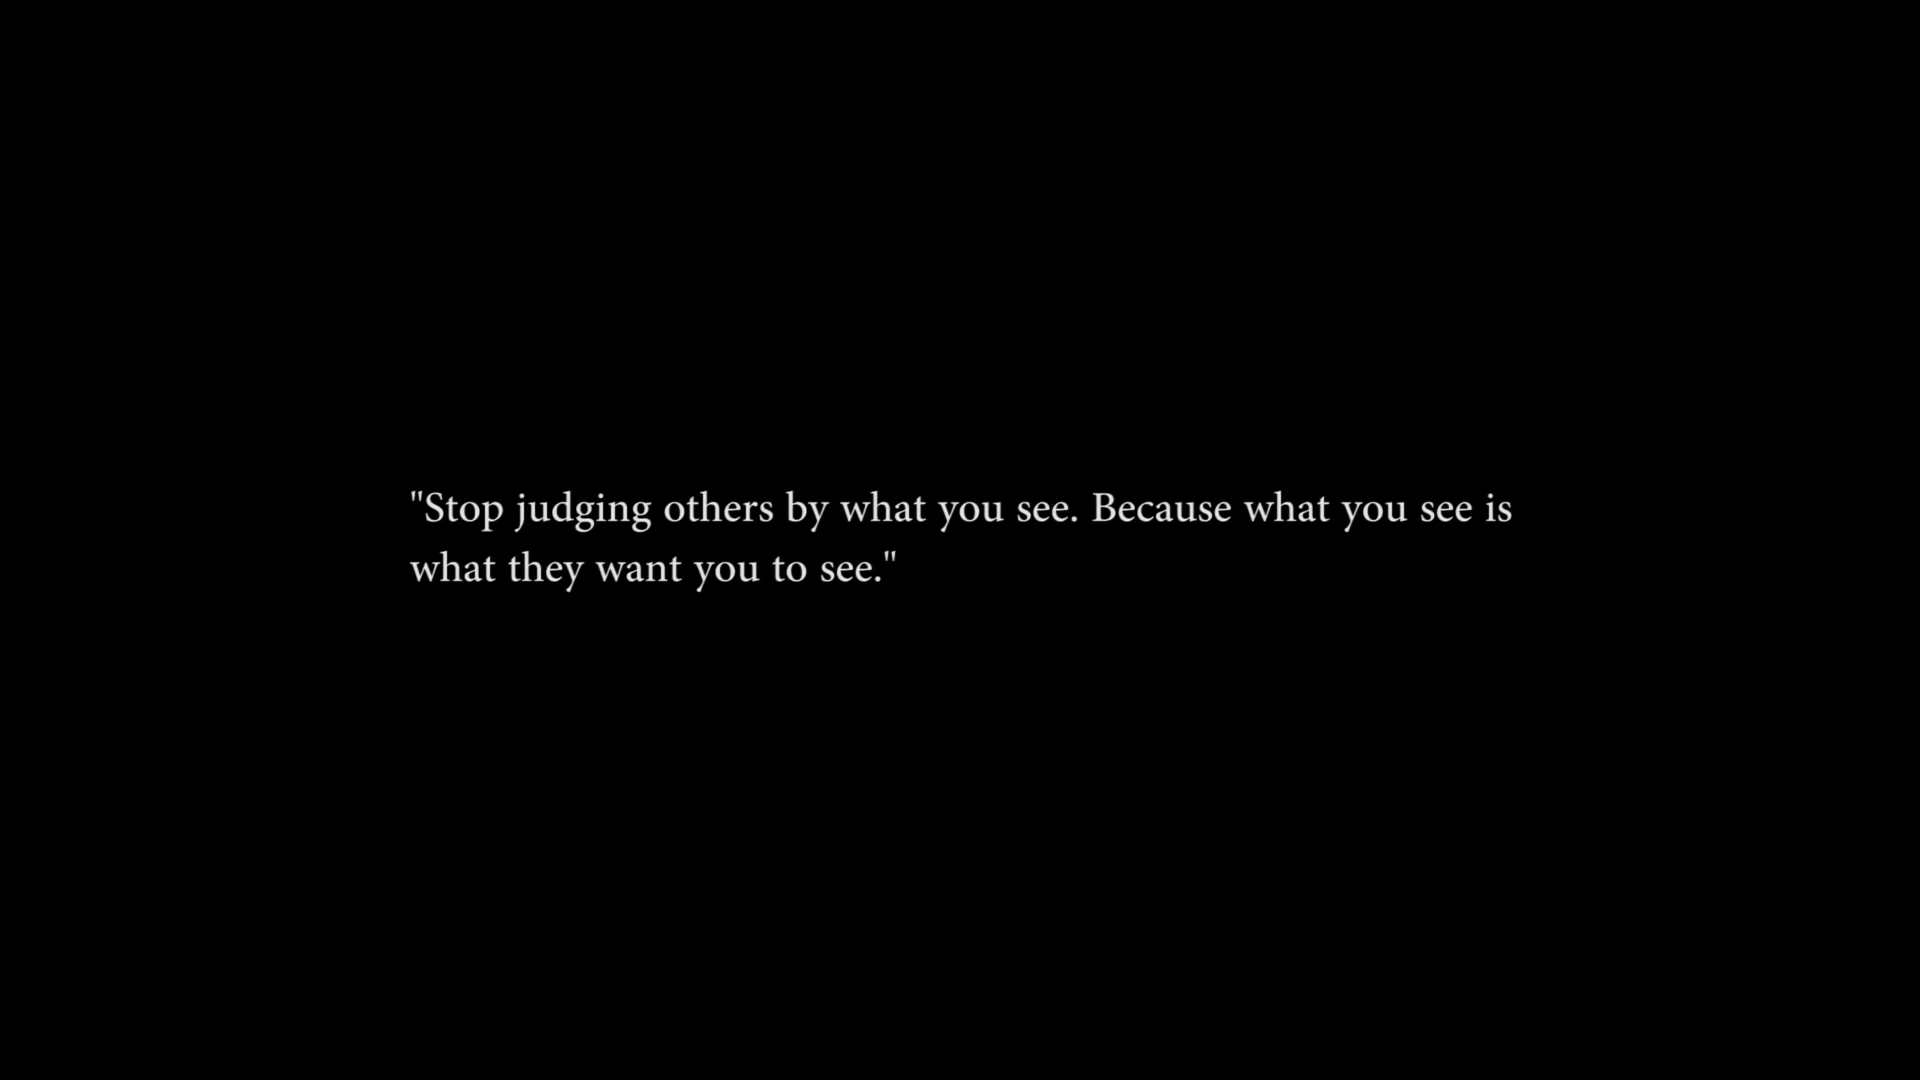 "Stop judging others by what you see. Because what you see is
what they want you to see."